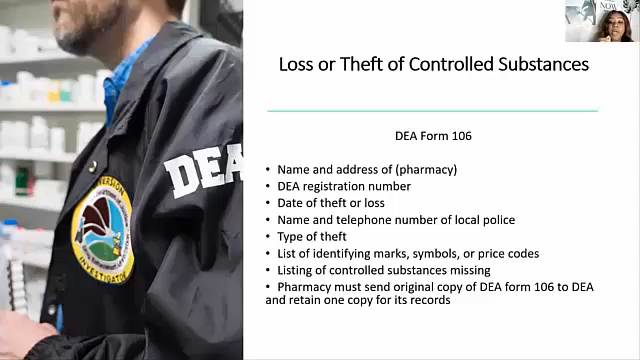 Loss or Theft of Controlled Substances
DEA Form 106
• Name and address of (pharmacy)
• DEA registration number
• Date of theft or loss
• Name and telephone number of local police
• Type of theft
• List of identifying marks, symbols, or price codes
• Listing of controlled substances missing
• Pharmacy must send original copy of DEA form 106 to DEA
and retain one copy for its records
DEA
INVESTIGATOR
NOW